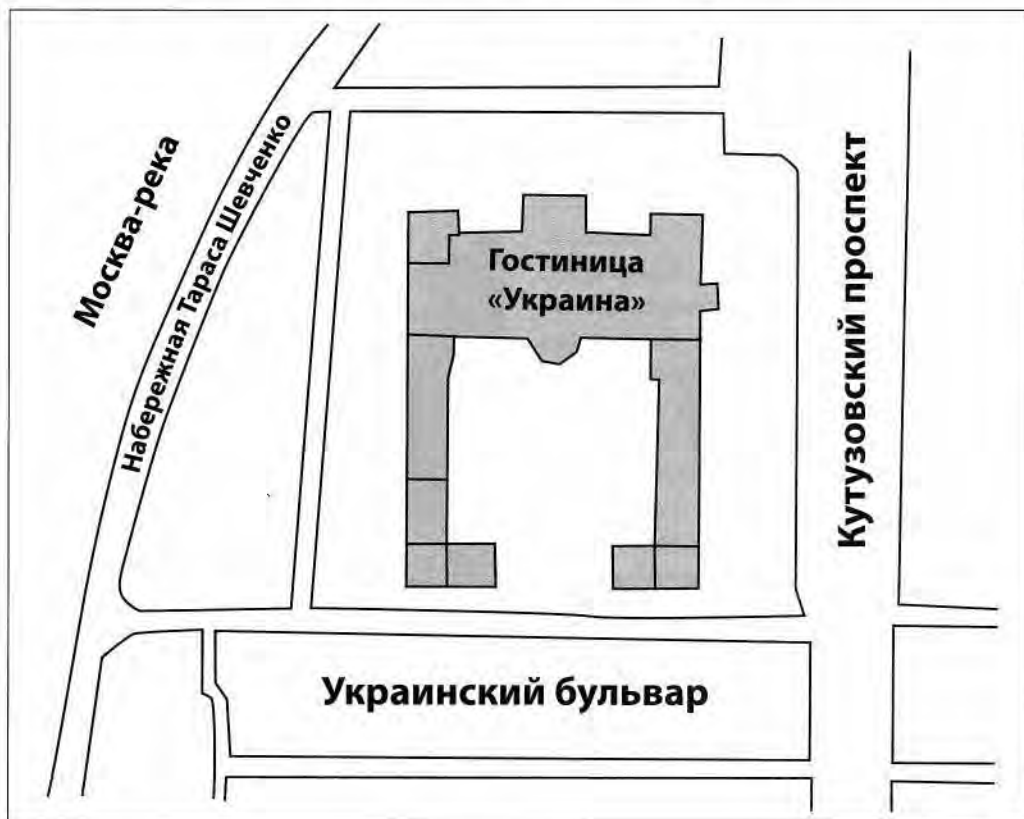 Москва-река
Набережная Тараса Шевченко
Гостиница
«Украина»
Кутузовский проспект
Украинский бульвар